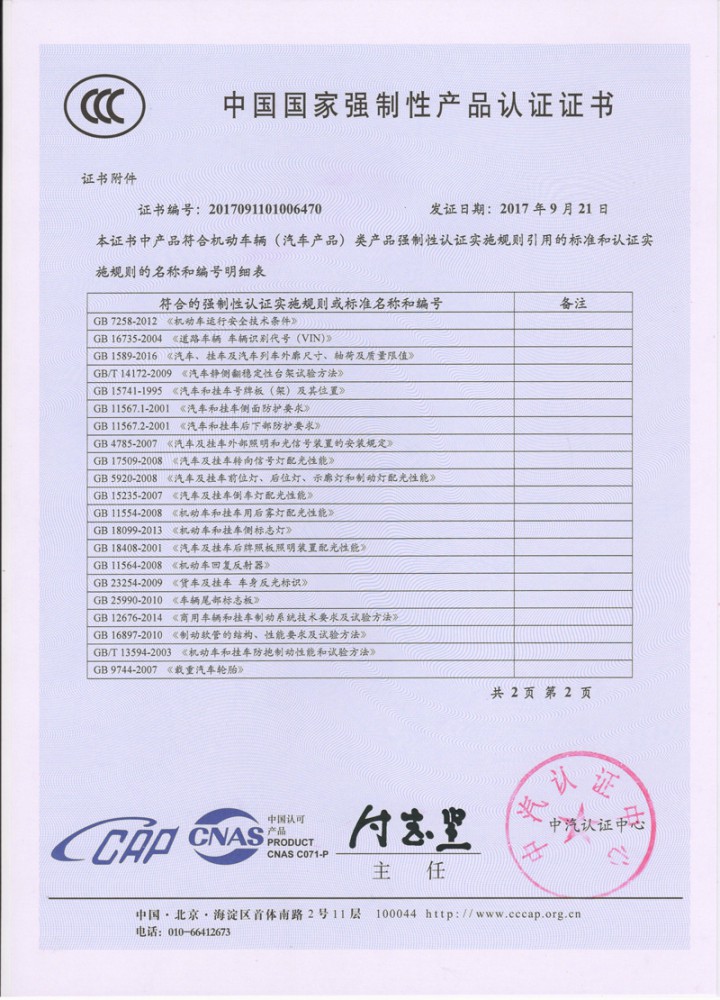 CCC
中国国家强制性产品认证证书
证书附件
证书编号：2017091101006470 发证日期：2017 年 9 月 21 日
本证书中产品符合机动车辆（汽车产品）类产品强制性认证实施规则引用的标准和认证实
施规则的名称和编号明细表
符合的强制性认证实施规则或标准名称和编号 备注
GB 7258-2012 《机动车运行安全技术条件》
GB 16735-2004 《道路车辆 车辆识别代号（VIN）》
GB 1589-2016 《汽车、挂车及汽车列车外廓尺寸、轴荷及质量限值》
GB/T 14172-2009 《汽车静侧翻稳定性台架试验方法》
GB 15741-1995 《汽车和挂车号牌板（架）及其位置》
GB 11567.1-2001 《汽车和挂车侧面防护要求》
GB 11567.2-2001 《汽车和挂车后下部防护要求》
GB 4785-2007 《汽车及挂车外部照明和光信号装置的安装规定》
GB 17509-2008 《汽车及挂车转向信号灯配光性能》
GB 5920-2008 《汽车及挂车前位灯、后位灯、示廓灯和制动灯配光性能》
GB 15235-2007 《汽车及挂车倒车灯配光性能》
GB 11554-2008 《机动车和挂车用后雾灯配光性能》
GB 18099-2013 《机动车和挂车侧标志灯》
GB 18408-2001 《汽车及挂车后牌照板照明装置配光性能》
GB 11564-2008 《机动车回复反射器》
GB 23254-2009 《货车及挂车 车身反光标识》
GB 25990-2010 《车辆尾部标志板》
GB 12676-2014 《商用车辆和挂车制动系统技术要求及试验方法》
GB 16897-2010 《制动软管的结构、性能要求及试验方法》
GB/T 13594-2003 《机动车和挂车防抱制动性能和试验方法》
GB 9744-2007 《载重汽车轮胎》
共 2 页 第 2 页
CCAP
CNAS
中国认可
产品
PRODUCT
CNAS C071-P
付志坚
主 任
中汽认证中心
中汽认证中心
中国·北京·海淀区首体南路 2 号 11 层 100044 http://www.cccap.org.cn
电话：010-66412673